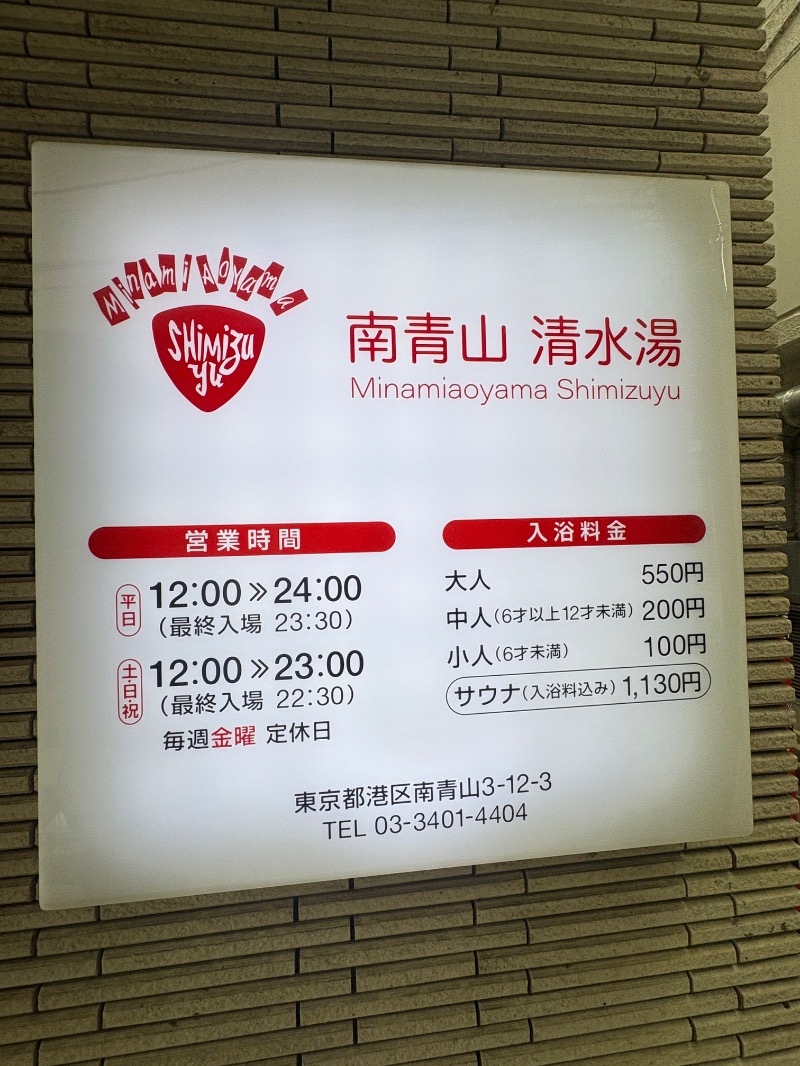 Minami Aoyama
SHIMIZU
yu
南青山 清水湯
Minamiaoyama Shimizuyu
営業時間
平日 12:00 » 24:00
(最終入場 23:30)
土・日・祝 12:00 » 23:00
(最終入場 22:30)
毎週金曜 定休日
入浴料金
大人 550円
中人(6才以上12才未満) 200円
小人(6才未満) 100円
サウナ(入浴料込み) 1,130円
東京都港区南青山3-12-3
TEL 03-3401-4404